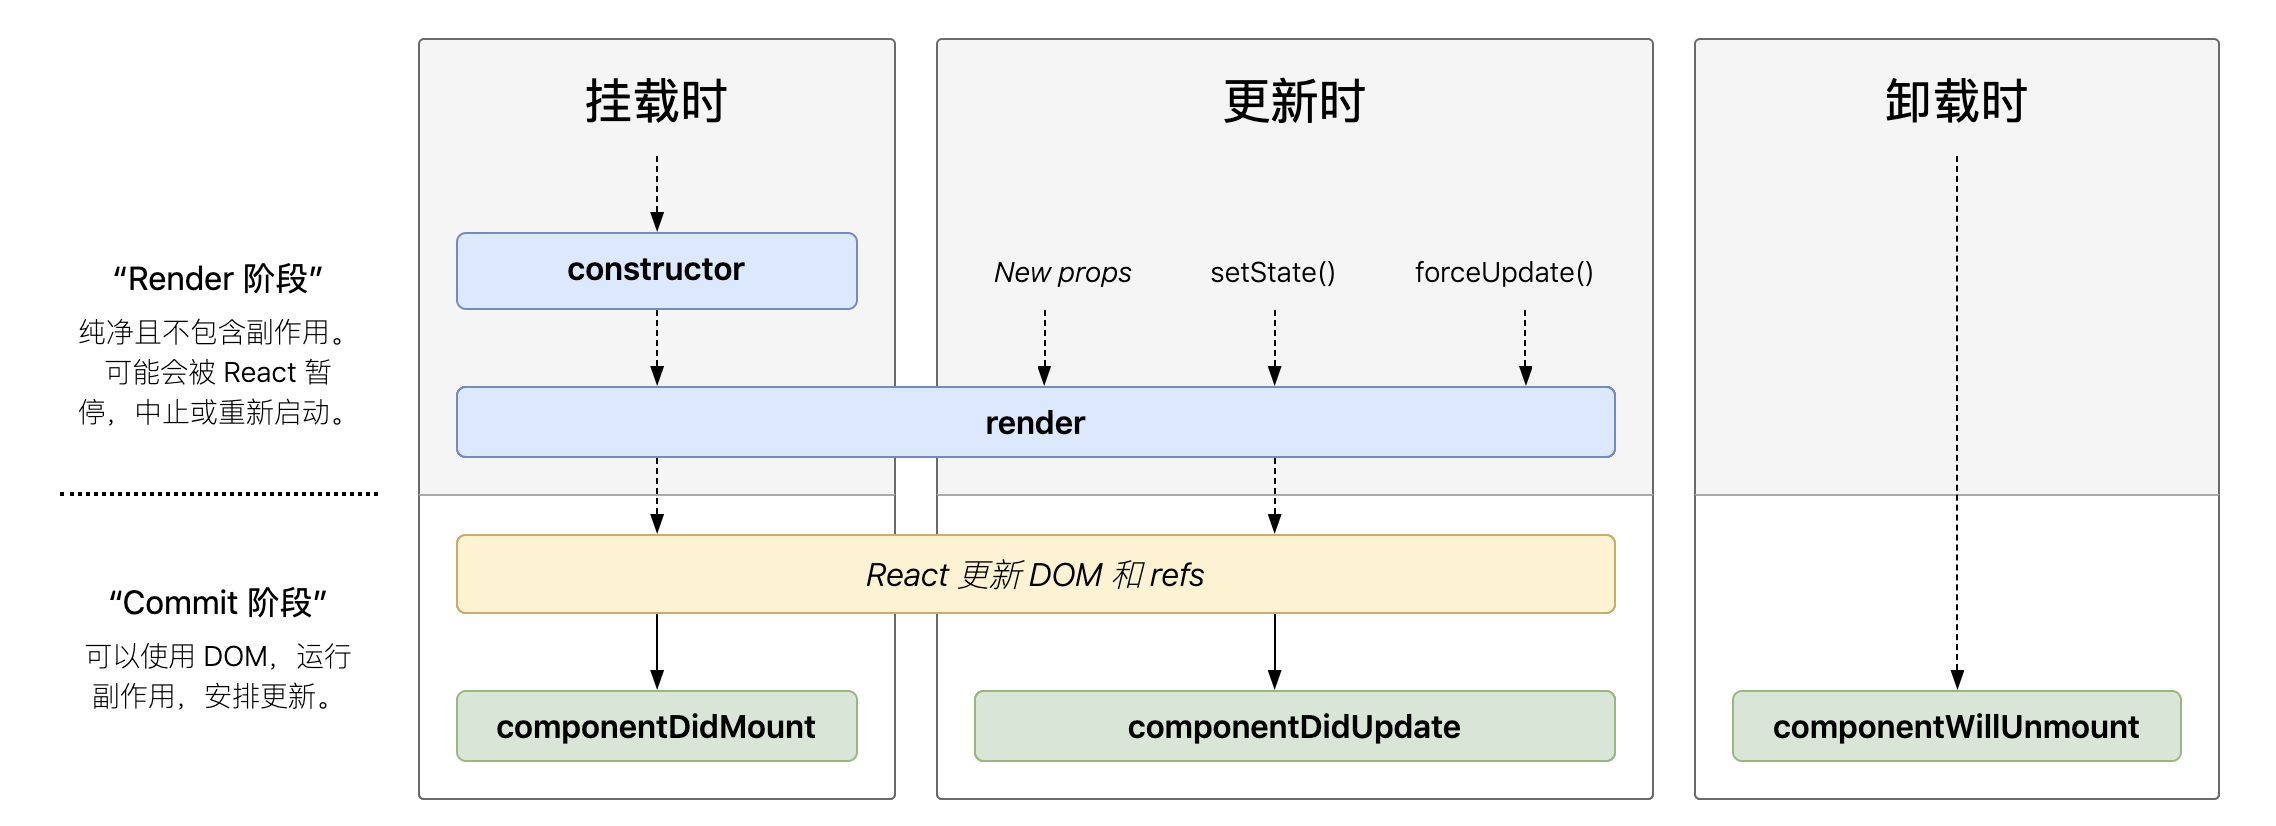 挂载时
更新时
卸载时
“Render 阶段”
纯净且不包含副作用。
可能会被 React 暂
停，中止或重新启动。
constructor
New props
setState()
forceUpdate()
render
“Commit 阶段”
可以使用 DOM，运行
副作用，安排更新。
React 更新 DOM 和 refs
componentDidMount
componentDidUpdate
componentWillUnmount